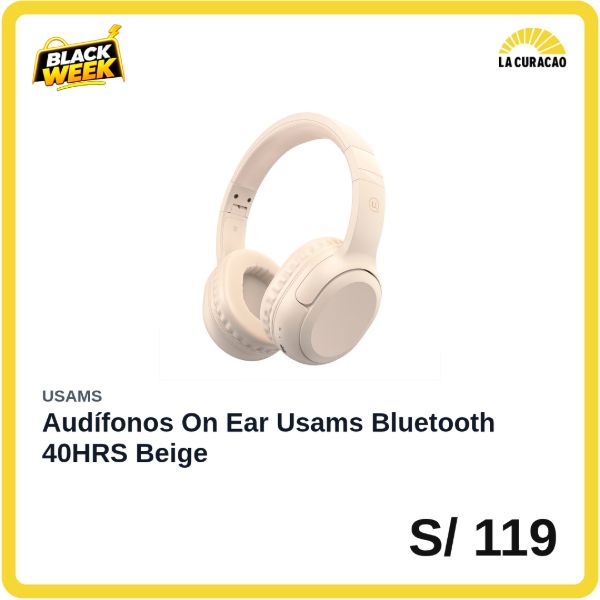 BLACK
WEEK
LA CURACAO
USAMS
Audífonos On Ear Usams Bluetooth
40HRS Beige
S/ 119